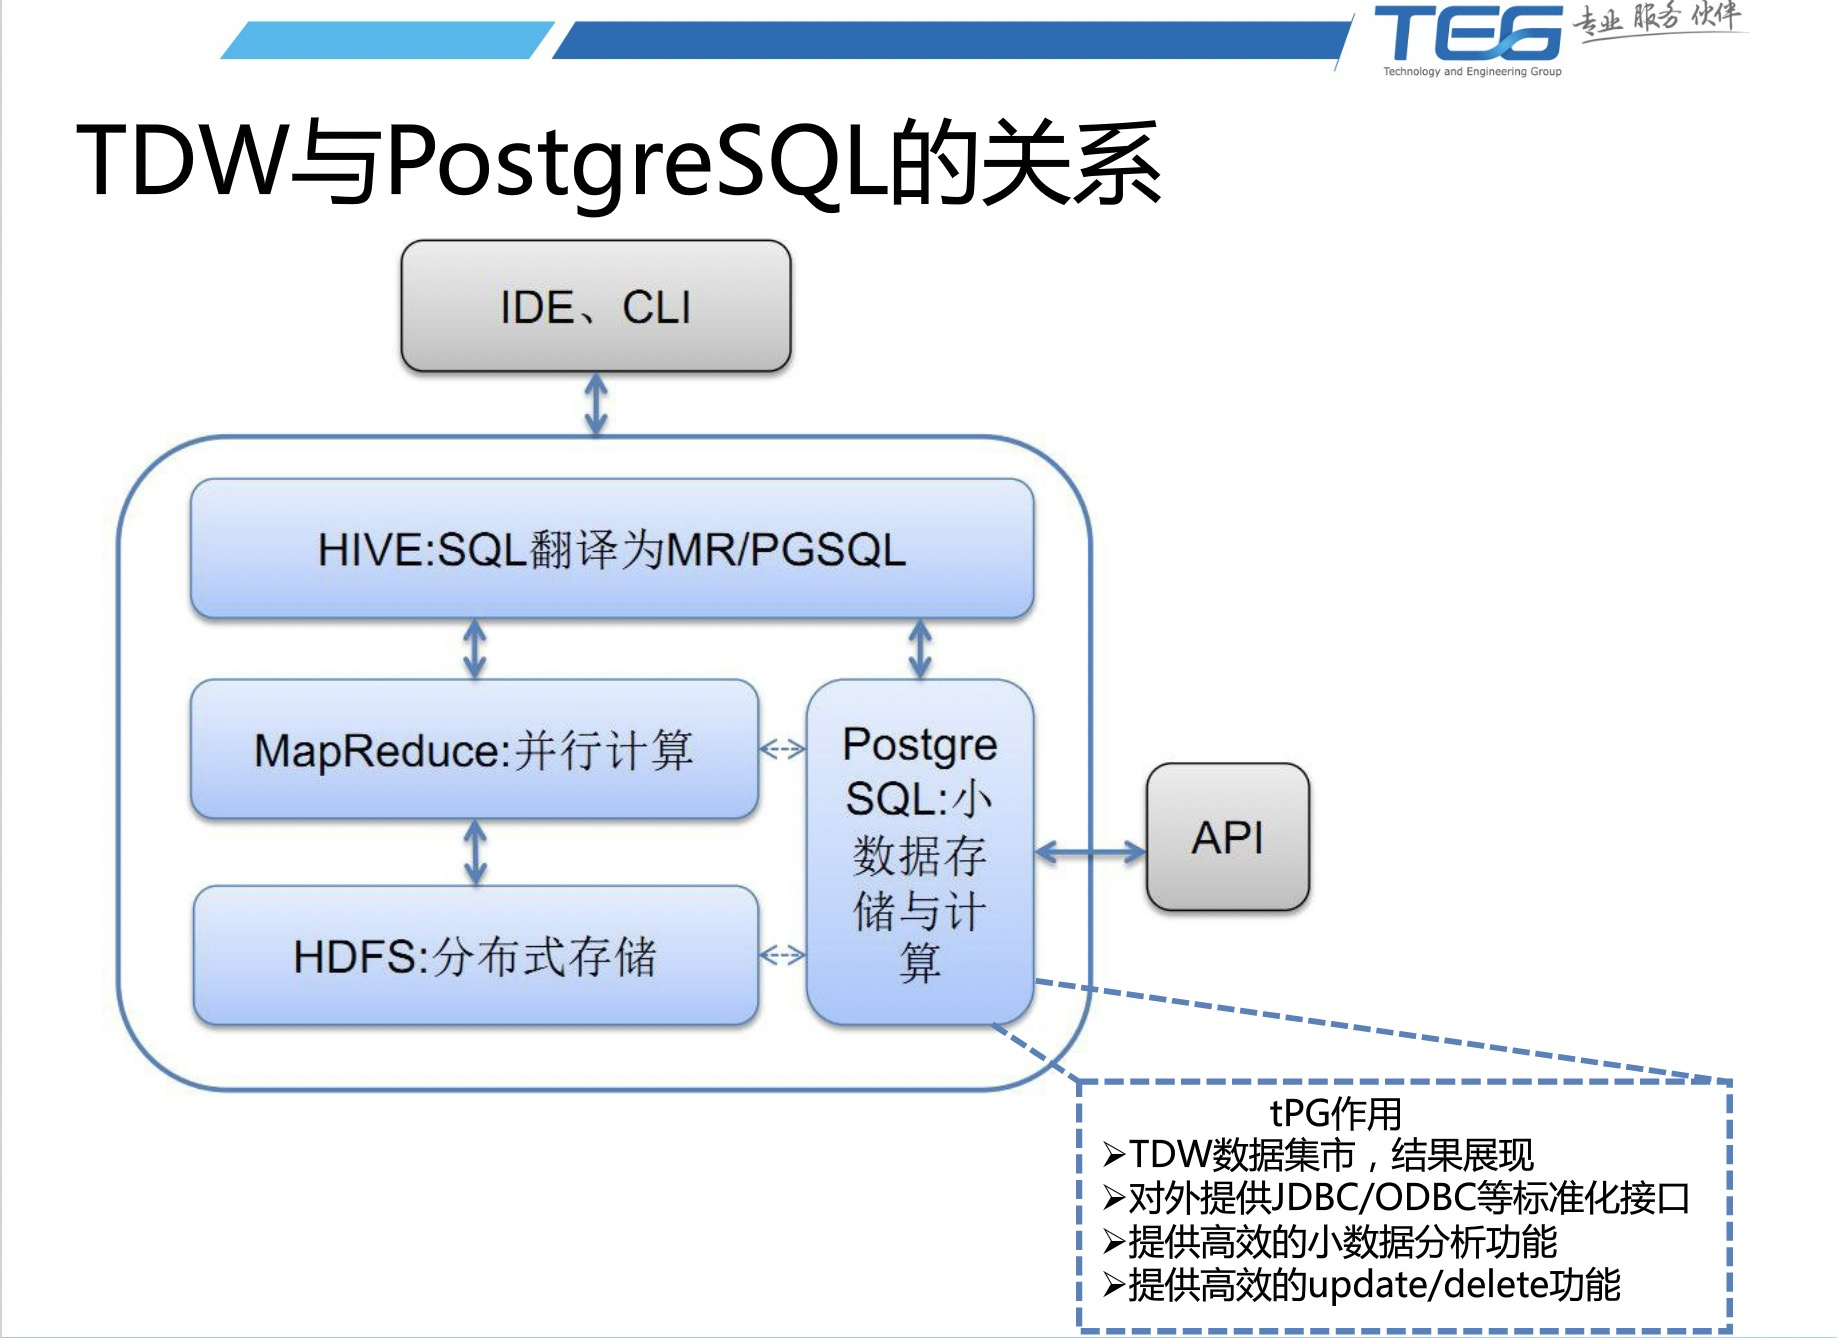 TEG 专业 服务 伙伴
Technology and Engineering Group
TDW与PostgreSQL的关系
IDE、CLI
HIVE:SQL翻译为MR/PGSQL
MapReduce:并行计算
Postgre
SQL:小
数据存
储与计
算
HDFS:分布式存储
API
tPG作用
➢TDW数据集市，结果展现
➢对外提供JDBC/ODBC等标准化接口
➢提供高效的小数据分析功能
➢提供高效的update/delete功能